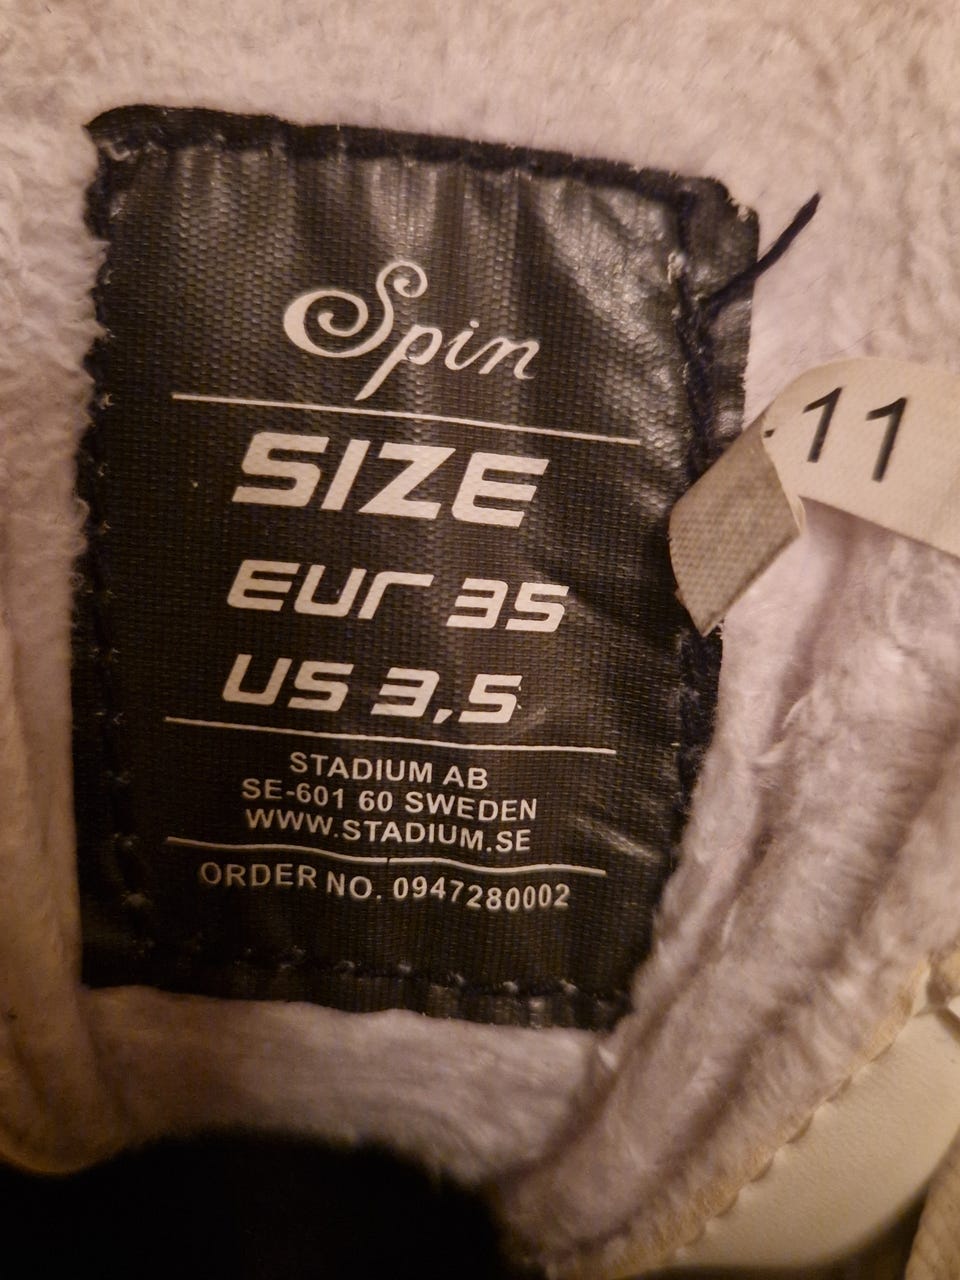 Spin
SIZE
EUR 35
US 3,5
STADIUM AB
SE-601 60 SWEDEN
WWW.STADIUM.SE
ORDER NO. 0947280002
-11